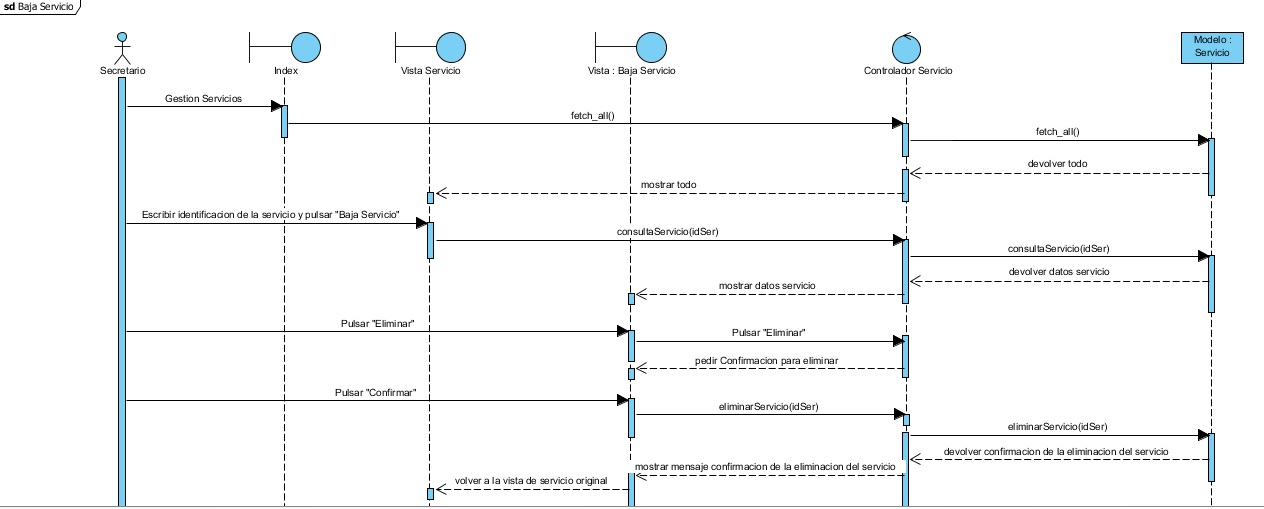 sd Baja Servicio
Modelo :
Servicio
Secretario
Index
Vista Servicio
Vista : Baja Servicio
Controlador Servicio
Gestion Servicios
fetch_all()
fetch_all()
devolver todo
mostrar todo
Escribir identificacion de la servicio y pulsar "Baja Servicio"
consultaServicio(idSer)
consultaServicio(idSer)
devolver datos servicio
mostrar datos servicio
Pulsar "Eliminar"
Pulsar "Eliminar"
pedir Confirmacion para eliminar
Pulsar "Confirmar"
eliminarServicio(idSer)
eliminarServicio(idSer)
devolver confirmacion de la eliminacion del servicio
mostrar mensaje confirmacion de la eliminacion del servicio
volver a la vista de servicio original